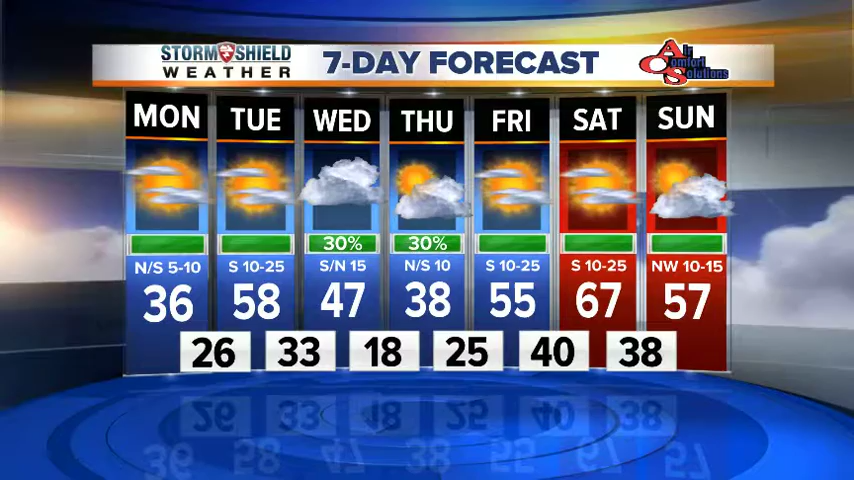 STORM SHIELD
WEATHER
7-DAY FORECAST
Air
Comfort
Solutions
MON TUE WED THU FRI SAT SUN
30% 30%
N/S 5-10 S 10-25 S/N 15 N/S 10 S 10-25 S 10-25 NW 10-15
36 58 47 38 55 67 57
26 33 18 25 40 38